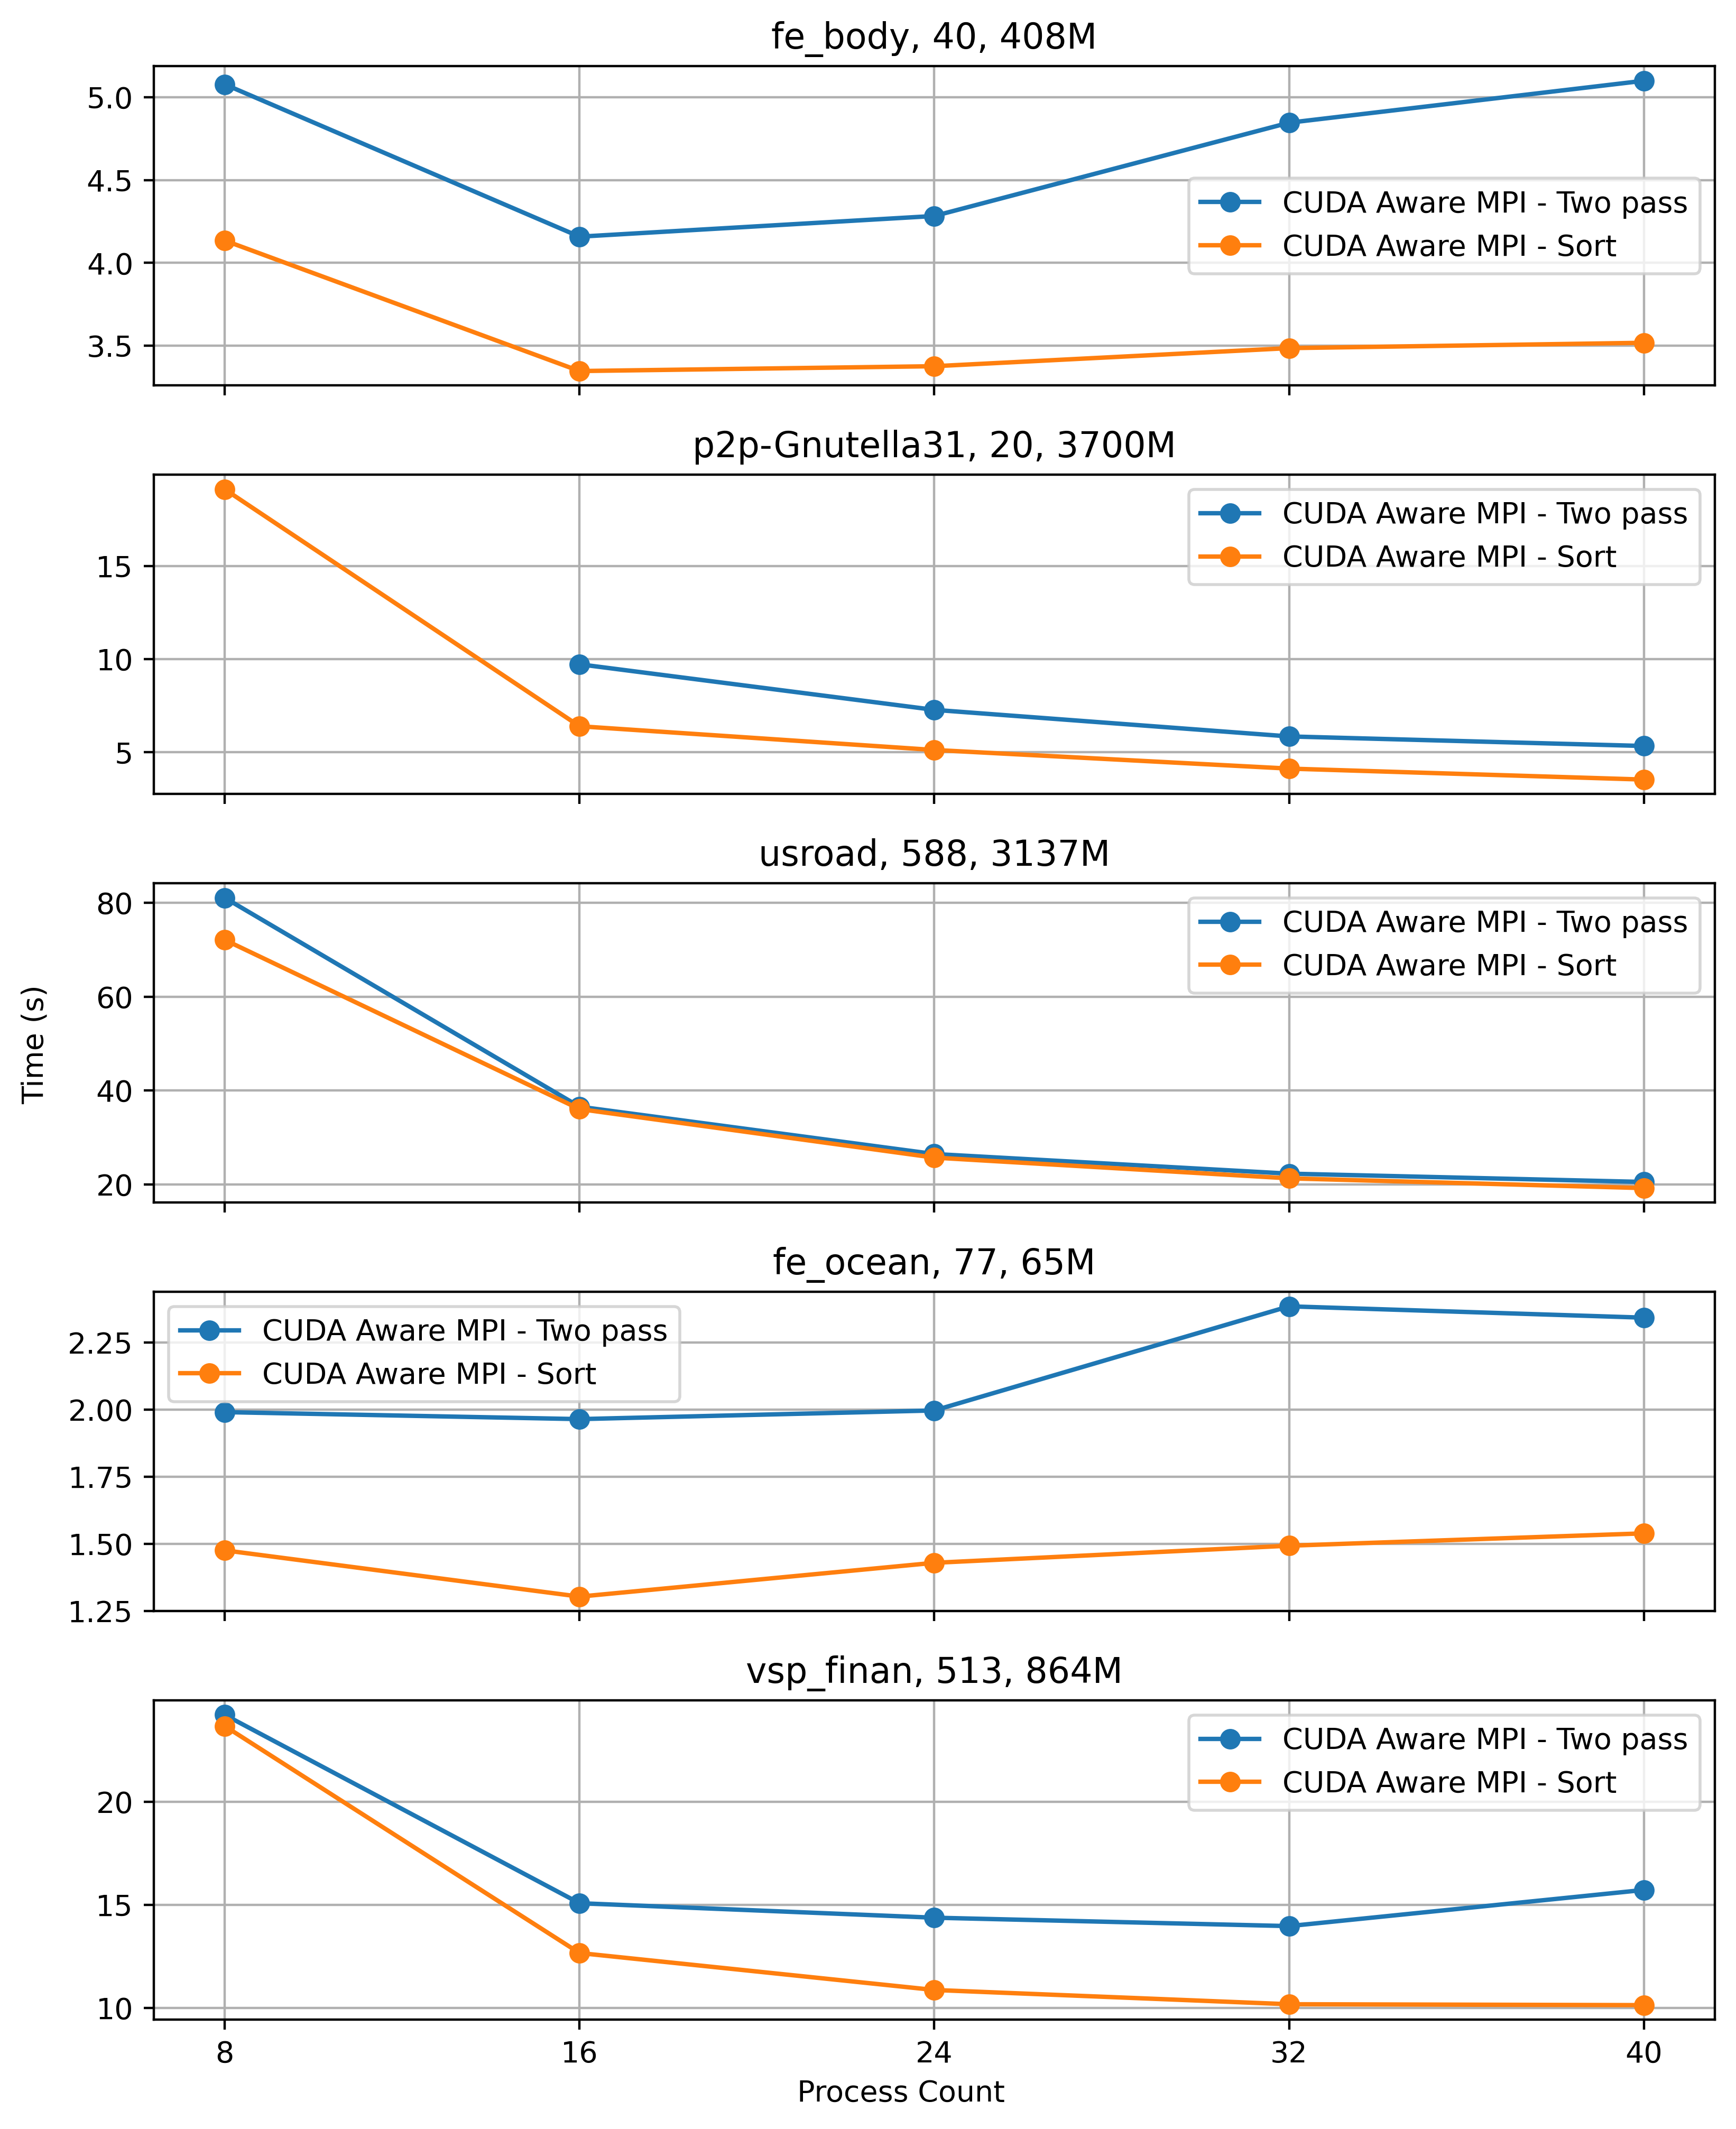 fe_body, 40, 408M
5.0
4.5
4.0
3.5
CUDA Aware MPI - Two pass
CUDA Aware MPI - Sort
p2p-Gnutella31, 20, 3700M
15
10
5
CUDA Aware MPI - Two pass
CUDA Aware MPI - Sort
usroad, 588, 3137M
80
60
40
20
CUDA Aware MPI - Two pass
CUDA Aware MPI - Sort
Time (s)
fe_ocean, 77, 65M
2.25
2.00
1.75
1.50
1.25
CUDA Aware MPI - Two pass
CUDA Aware MPI - Sort
vsp_finan, 513, 864M
20
15
10
CUDA Aware MPI - Two pass
CUDA Aware MPI - Sort
8 16 24 32 40
Process Count